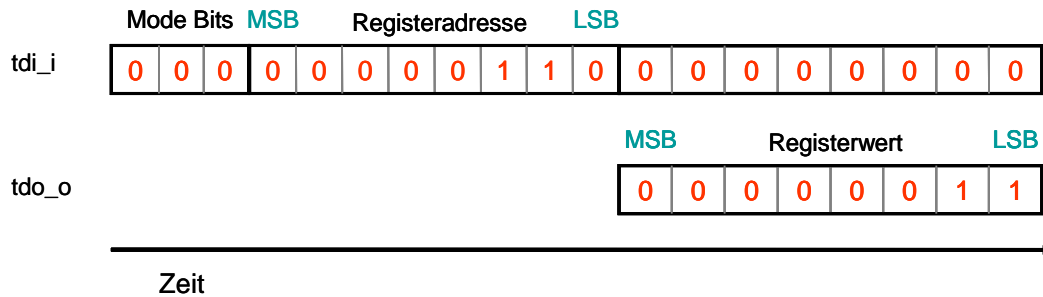 Mode Bits MSB Registeradresse LSB
tdi_i 0 0 0 0 0 0 0 0 1 1 0 0 0 0 0 0 0 0 0
MSB Registerwert LSB
tdo_o 0 0 0 0 0 0 1 1
Zeit